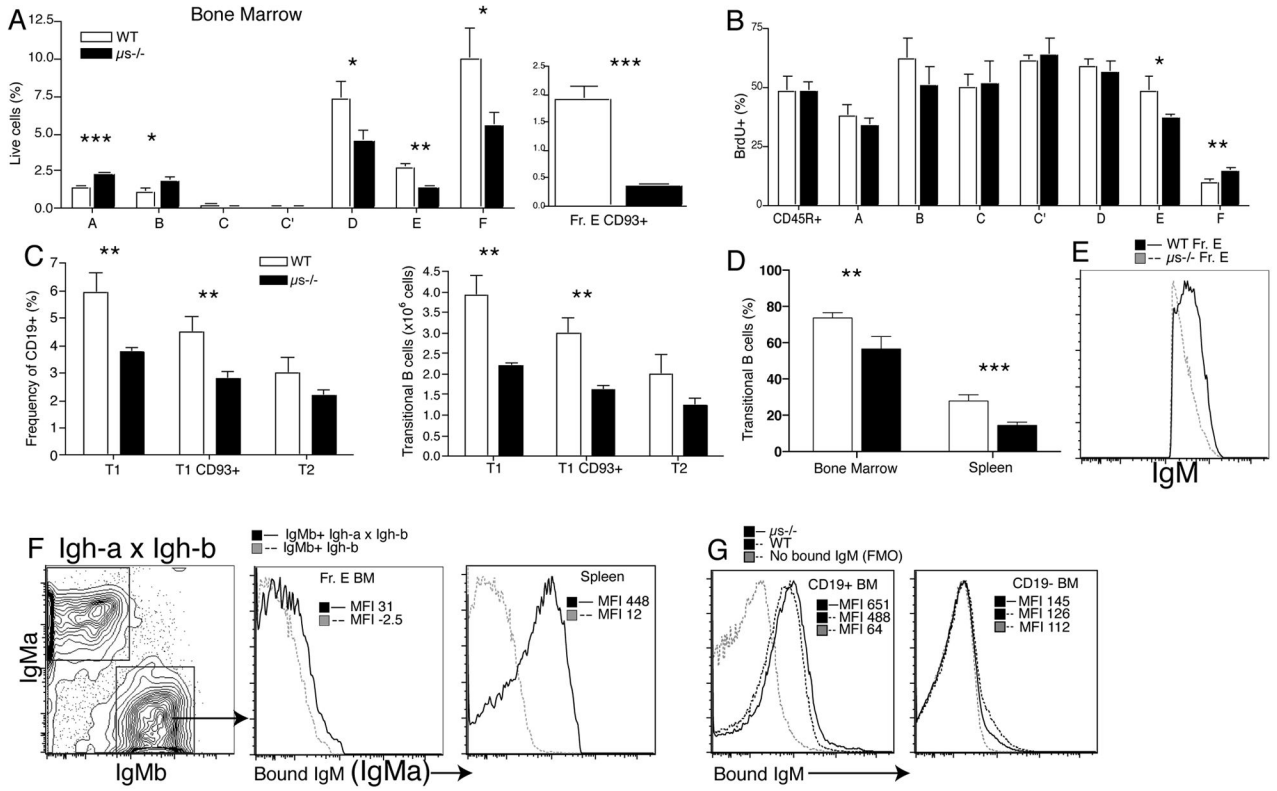 A
Bone Marrow
WT
µs-/-
Live cells (%)
12.5
10.0
7.5
5.0
2.5
0.0
***
*
*
**
*
A B C C' D E F
2.5
2.0
1.5
1.0
0.5
0.0
***
Fr. E CD93+
B
BrdU+ (%)
75
50
25
0
*
**
CD45R+ A B C C' D E F
C
WT
µs-/-
Frequency of CD19+ (%)
7
6
5
4
3
2
1
0
**
**
T1 T1 CD93+ T2
Transitional B cells (x10⁶ cells)
4.5
4.0
3.5
3.0
2.5
2.0
1.5
1.0
0.5
0.0
**
**
T1 T1 CD93+ T2
D
Transitional B cells (%)
100
80
60
40
20
0
**
***
Bone Marrow Spleen
E
WT Fr. E
µs-/- Fr. E
IgM
F Igh-a x Igh-b
IgMa
IgMb
IgMb+ Igh-a x Igh-b
IgMb+ Igh-b
Fr. E BM
MFI 31
MFI -2.5
Spleen
MFI 448
MFI 12
Bound IgM (IgMa)
G
µs-/-
WT
No bound IgM (FMO)
CD19+ BM
MFI 651
MFI 488
MFI 64
CD19- BM
MFI 145
MFI 126
MFI 112
Bound IgM